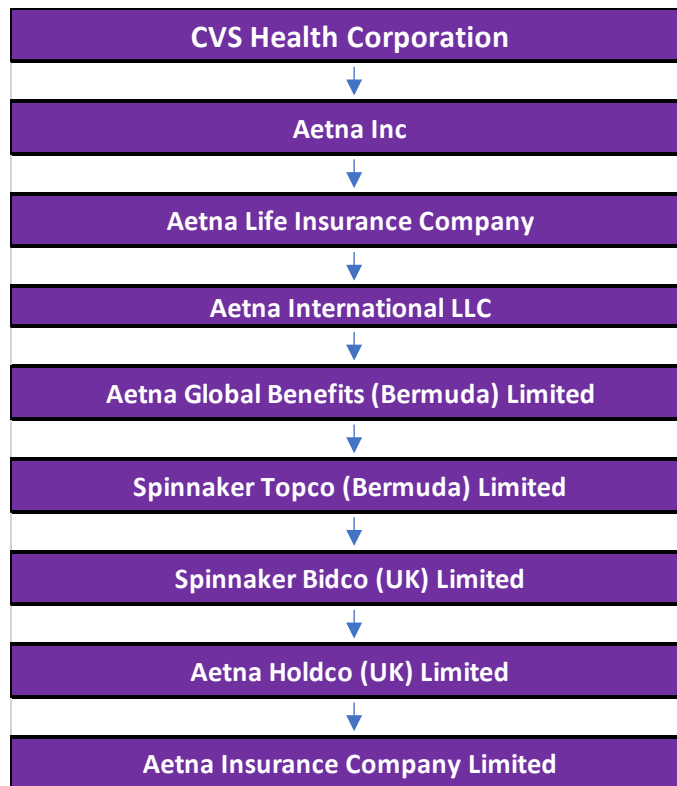 CVS Health Corporation
Aetna Inc
Aetna Life Insurance Company
Aetna International LLC
Aetna Global Benefits (Bermuda) Limited
Spinnaker Topco (Bermuda) Limited
Spinnaker Bidco (UK) Limited
Aetna Holdco (UK) Limited
Aetna Insurance Company Limited